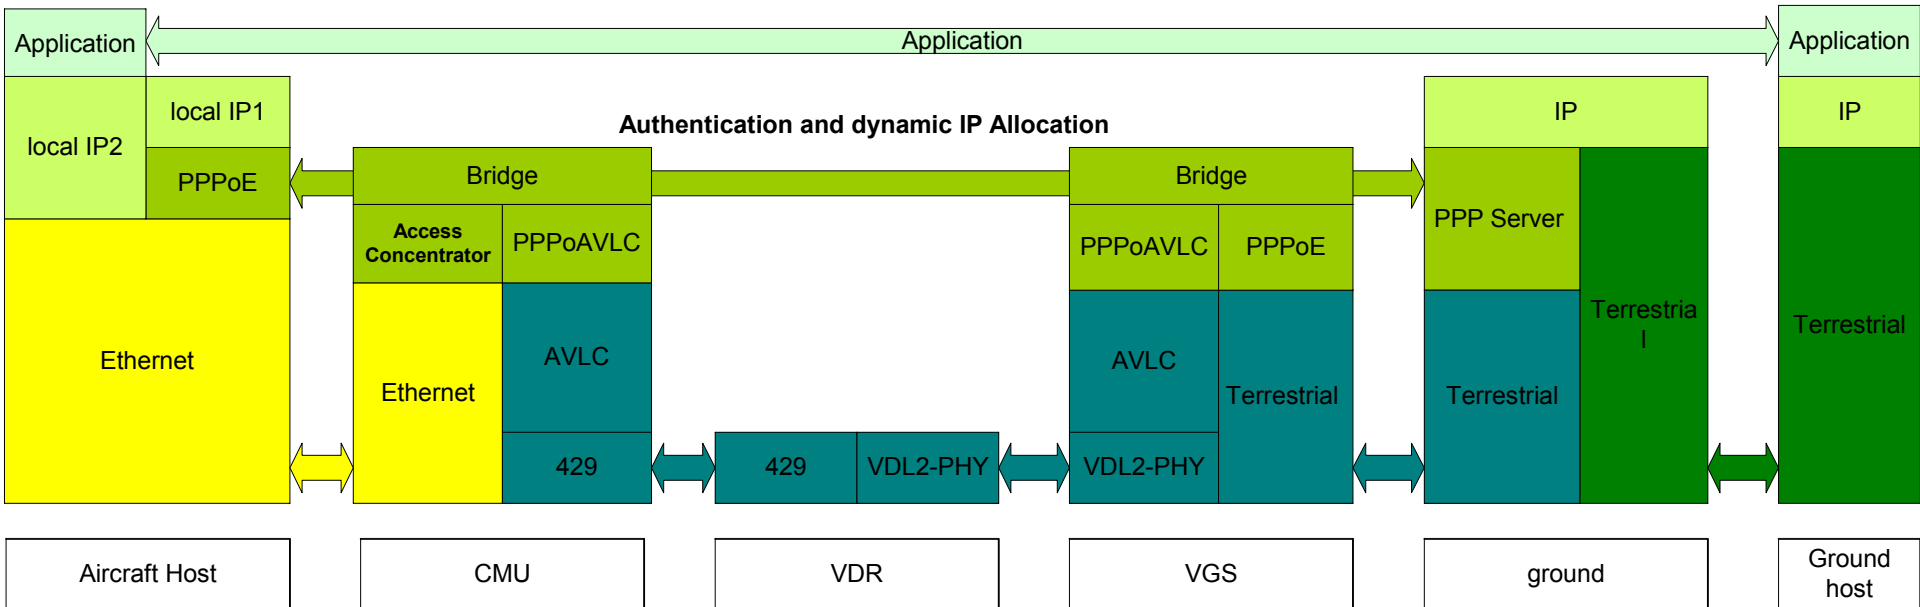 Application
Application
Application
local IP1
local IP2
PPPoE
Authentication and dynamic IP Allocation
IP
IP
Bridge
Bridge
Access
Concentrator
PPPoAVLC
PPPoAVLC
PPPoE
PPP Server
Ethernet
Ethernet
AVLC
AVLC
Terrestrial
Terrestrial
Terrestria
l
Terrestrial
429
429
VDL2-PHY
VDL2-PHY
Aircraft Host
CMU
VDR
VGS
ground
Ground
host